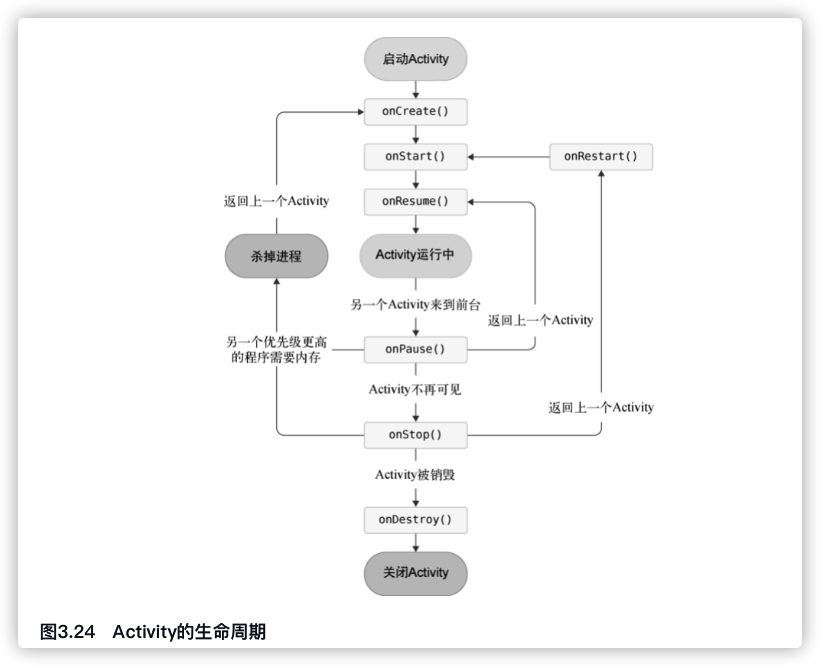 启动Activity
onCreate()
onStart()
onRestart()
onResume()
返回上一个Activity
杀掉进程
Activity运行中
另一个Activity来到前台
返回上一个Activity
另一个优先级更高
的程序需要内存
onPause()
Activity不再可见
返回上一个Activity
onStop()
Activity被销毁
onDestroy()
关闭Activity
图3.24 Activity的生命周期